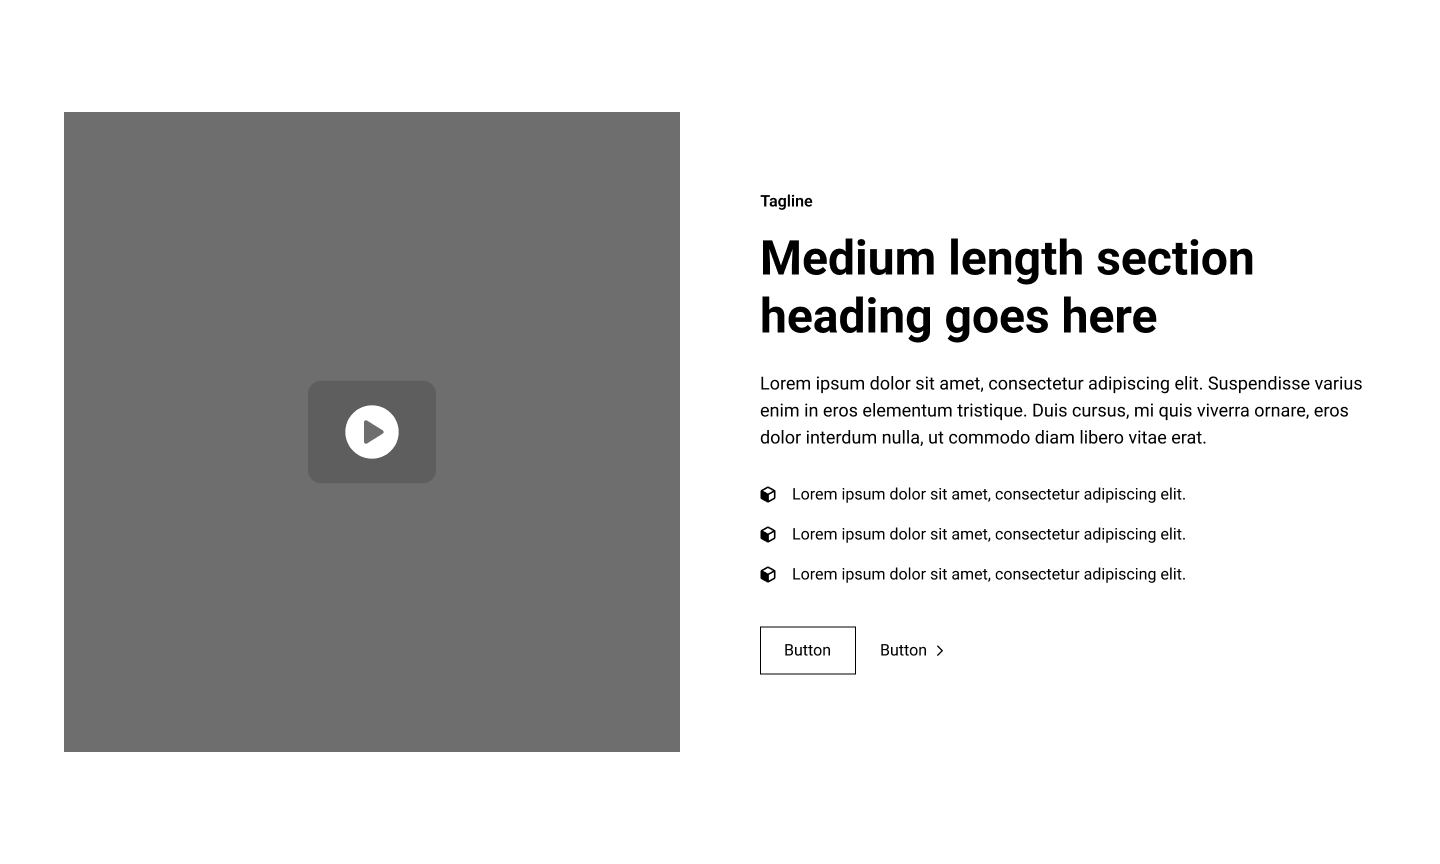 Tagline
Medium length section
heading goes here
Lorem ipsum dolor sit amet, consectetur adipiscing elit. Suspendisse varius
enim in eros elementum tristique. Duis cursus, mi quis viverra ornare, eros
dolor interdum nulla, ut commodo diam libero vitae erat.
Lorem ipsum dolor sit amet, consectetur adipiscing elit.
Lorem ipsum dolor sit amet, consectetur adipiscing elit.
Lorem ipsum dolor sit amet, consectetur adipiscing elit.
Button Button